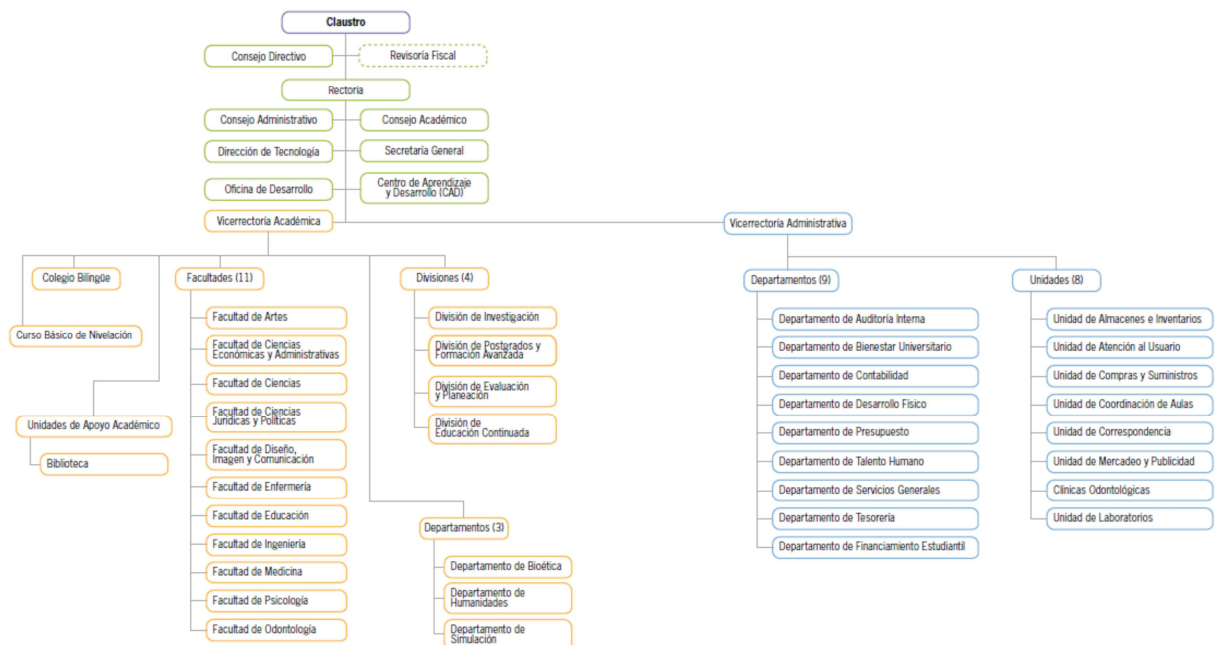 Claustro
Consejo Directivo
Revisoría Fiscal
Rectoría
Consejo Administrativo
Consejo Académico
Dirección de Tecnología
Secretaría General
Oficina de Desarrollo
Centro de Aprendizaje
y Desarrollo (CAD)
Vicerrectoría Académica
Vicerrectoría Administrativa
Colegio Bilingüe
Curso Básico de Nivelación
Unidades de Apoyo Académico
Biblioteca
Facultades (11)
Facultad de Artes
Facultad de Ciencias
Económicas y Administrativas
Facultad de Ciencias
Facultad de Ciencias
Jurídicas y Políticas
Facultad de Diseño,
Imagen y Comunicación
Facultad de Enfermería
Facultad de Educación
Facultad de Ingeniería
Facultad de Medicina
Facultad de Psicología
Facultad de Odontología
Divisiones (4)
División de Investigación
División de Postgrados y
Formación Avanzada
División de Evaluación
y Planeación
División de
Educación Continuada
Departamentos (3)
Departamento de Bioética
Departamento de
Humanidades
Departamento de
Simulación
Departamentos (9)
Departamento de Auditoría Interna
Departamento de Bienestar Universitario
Departamento de Contabilidad
Departamento de Desarrollo Físico
Departamento de Presupuesto
Departamento de Talento Humano
Departamento de Servicios Generales
Departamento de Tesorería
Departamento de Financiamiento Estudiantil
Unidades (8)
Unidad de Almacenes e Inventarios
Unidad de Atención al Usuario
Unidad de Compras y Suministros
Unidad de Coordinación de Aulas
Unidad de Correspondencia
Unidad de Mercadeo y Publicidad
Clínicas Odontológicas
Unidad de Laboratorios